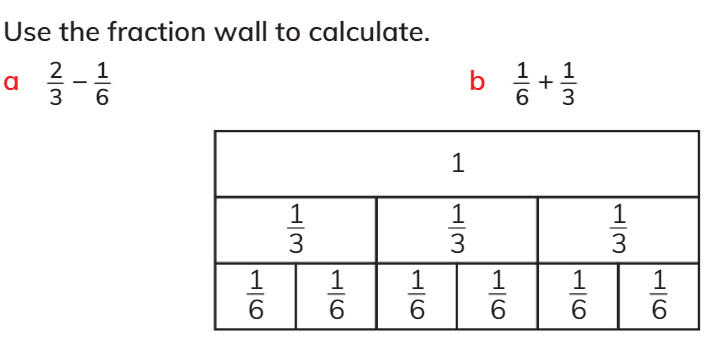 Use the fraction wall to calculate.
a 2/3 − 1/6 b 1/6 + 1/3
1
1/3 1/3 1/3
1/6 1/6 1/6 1/6 1/6 1/6